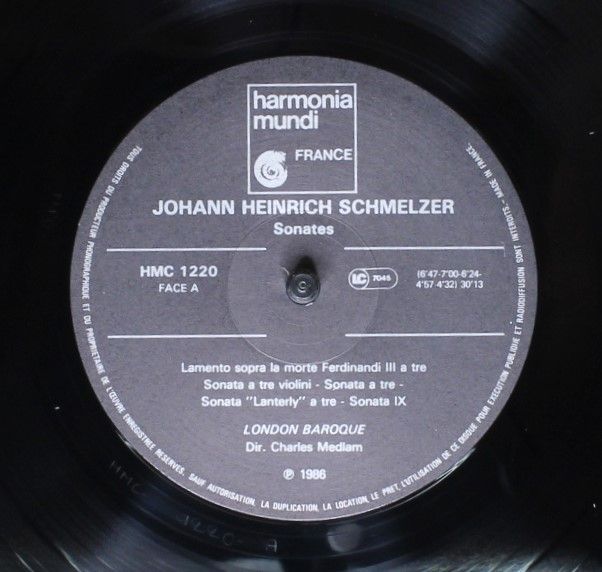 harmonia
mundi
FRANCE
JOHANN HEINRICH SCHMELZER
Sonates
HMC 1220
FACE A
LC 7045
(6'47-7'00-6'24-
4'57-4'32) 30'13
Lamento sopra la morte Ferdinandi III a tre
Sonata a tre violini - Sonata a tre -
Sonata "Lanterly" a tre - Sonata IX
LONDON BAROQUE
Dir. Charles Medlam
℗ 1986
TOUS DROITS DU PRODUCTEUR PHONOGRAPHIQUE ET DU PROPRIETAIRE DE L'ŒUVRE ENREGISTREE RESERVES. SAUF AUTORISATION, LA DUPLICATION, LA LOCATION, LE PRET, L'UTILISATION DE CE DISQUE POUR EXECUTION PUBLIQUE ET RADIODIFFUSION SONT INTERDITS. - MADE IN FRANCE.
HMC 1220 A